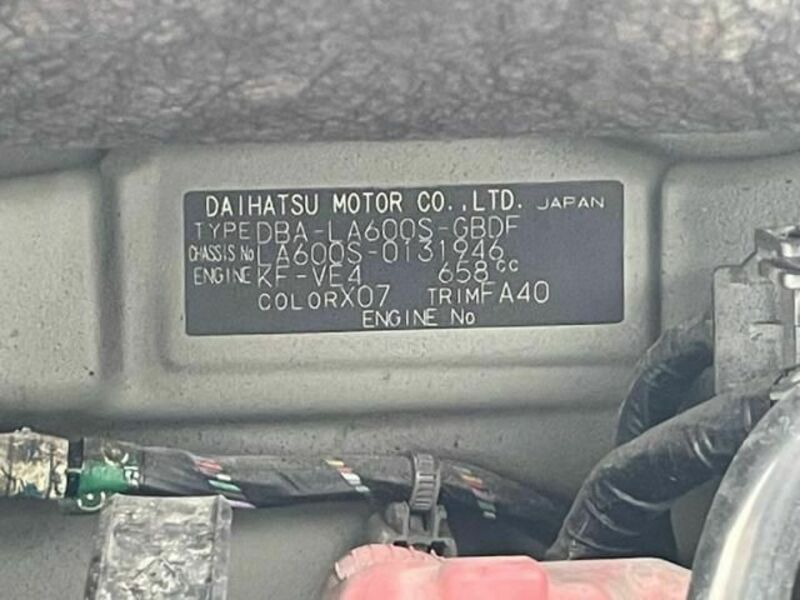 DAIHATSU MOTOR CO.,LTD. JAPAN
TYPE DBA-LA600S-GBDF
CHASSIS No LA600S-0131946
ENGINE KF-VE4 658CC
COLOR X07 TRIM FA40
ENGINE No